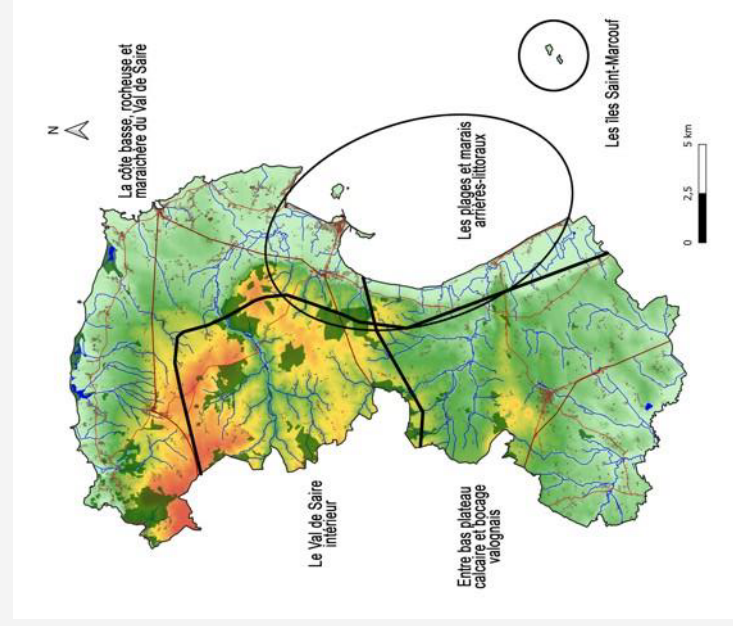 N
La côte basse, rocheuse et
maraichère du Val de Saire
Les îles Saint-Marcouf
Les plages et marais
arrières-littoraux
5 km
2,5
0
Le Val de Saire
intérieur
Entre bas plateau
calcaire et bocage
valognais